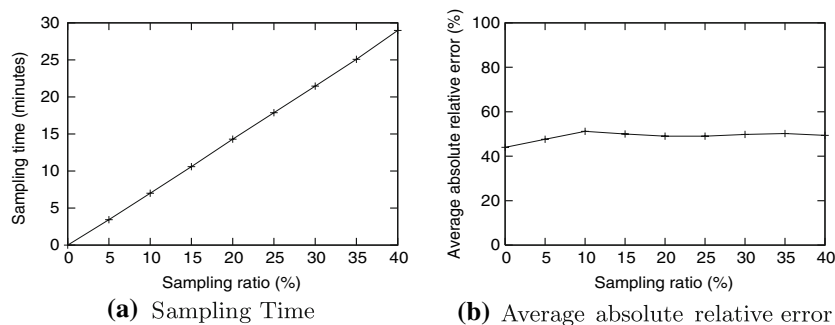 30
25
20
15
10
5
0
Sampling time (minutes)
0 5 10 15 20 25 30 35 40
Sampling ratio (%)
(a) Sampling Time
100
80
60
40
20
0
Average absolute relative error (%)
0 5 10 15 20 25 30 35 40
Sampling ratio (%)
(b) Average absolute relative error